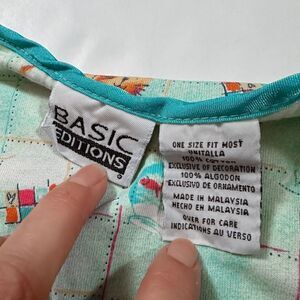 BASIC
EDITIONS
ONE SIZE FIT MOST
UNITALLA
100% COTTON
EXCLUSIVE OF DECORATION
100% ALGODON
EXCLUSIVO DE ORNAMENTO
MADE IN MALAYSIA
HECHO EN MALAYSIA
OVER FOR CARE
INDICATIONS AU VERSO